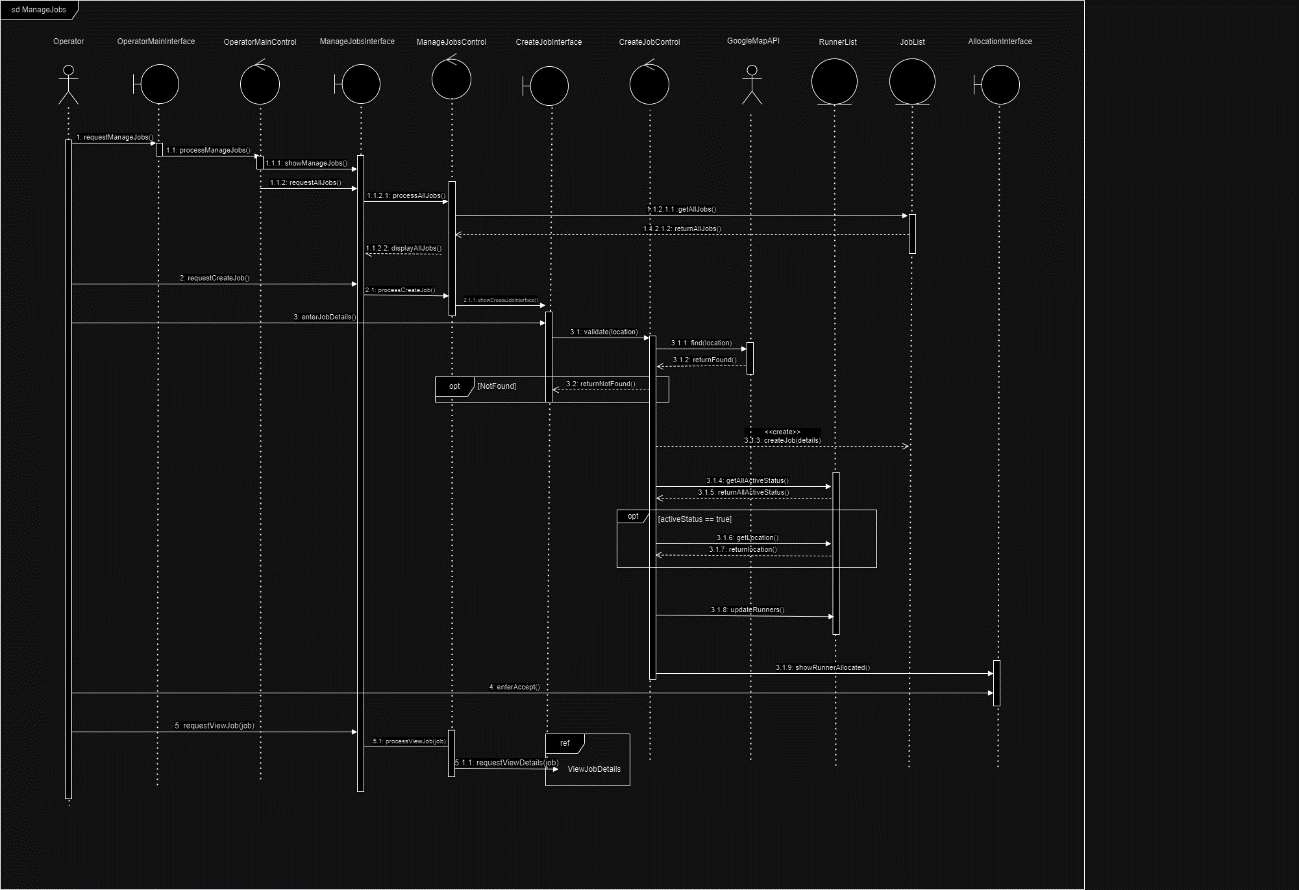 sd ManageJobs
Operator
OperatorMainInterface
OperatorMainControl
ManageJobsInterface
ManageJobsControl
CreateJobInterface
CreateJobControl
GoogleMapAPI
RunnerList
JobList
AllocationInterface
1: requestManageJobs()
1.1: processManageJobs()
1.1.1: showManageJobs()
1.1.2: requestAllJobs()
1.1.2.1: processAllJobs()
1.1.2.1.1: getAllJobs()
1.1.2.1.2: returnAllJobs()
1.1.2.2: displayAllJobs()
2: requestCreateJob()
2.1: processCreateJob()
2.1.1: showCreateJobInterface()
3: enterJobDetails()
3.1: validate(location)
3.1.1: find(location)
3.1.2: returnFound()
opt
[NotFound]
3.2: returnNotFound()
<<create>>
3.1.3: createJob(details)
3.1.4: getAllActiveStatus()
3.1.5: returnAllActiveStatus()
opt
[activeStatus == true]
3.1.6: getLocation()
3.1.7: returnlocation()
3.1.8: updateRunners()
3.1.9: showRunnerAllocated()
4: enterAccept()
5: requestViewJob(job)
5.1: processViewJob(job)
ref
5.1.1: requestViewDetails(job)
ViewJobDetails